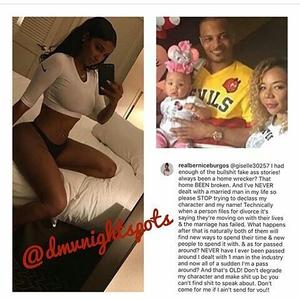 @dmvnightspots
realberniceburgos @giselle30257 I had
enough of the bullshit fake ass stories!
always been a home wrecker? That
home BEEN broken. And I've NEVER
dealt with a married man in my life so
please STOP trying to declass my
character and my name! Technically
when a person files for divorce it's
saying they're moving on with their lives
& the marriage has failed. What happens
after that is naturally both of them will
find new ways to spend their time & new
people to spend it with. & as for passed
around? NEVER have I ever been passed
around I dealt with 1 man in the
industry and now all of a sudden I'm a pass
around? And that's OLD! Don't degrade
my character and make shit up bc you
can't find shit to speak about. Don't
come for me if I ain't send for you!!